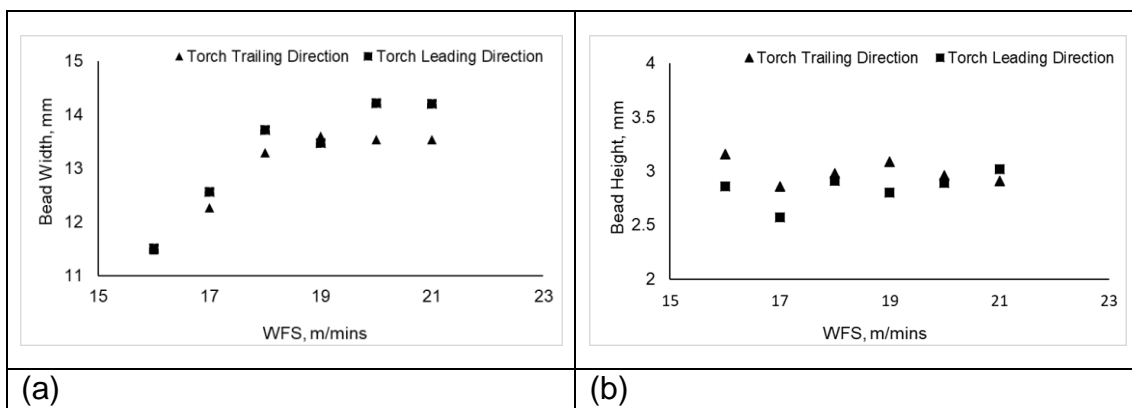 ▲ Torch Trailing Direction ■ Torch Leading Direction
15
14
13
12
11
15 17 19 21 23
Bead Width, mm
WFS, m/mins
(a)
▲ Torch Trailing Direction ■ Torch Leading Direction
4
3.5
3
2.5
2
15 17 19 21 23
Bead Height, mm
WFS, m/mins
(b)